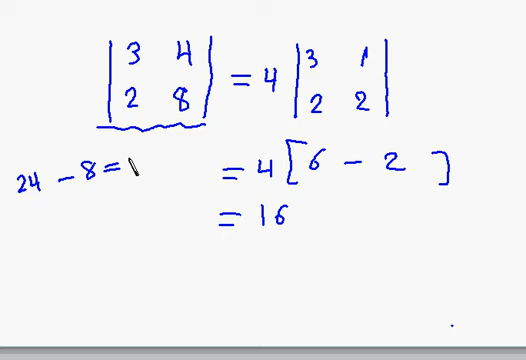 | 3 4 | = 4 | 3 1 |
| 2 8 | | 2 2 |
24 - 8 =
= 4 [ 6 - 2 ]
= 16